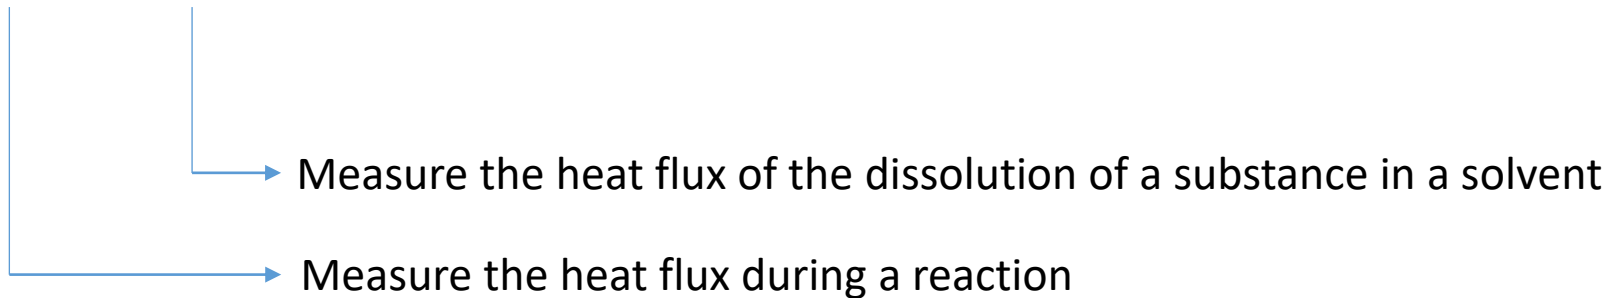 Measure the heat flux of the dissolution of a substance in a solvent
Measure the heat flux during a reaction